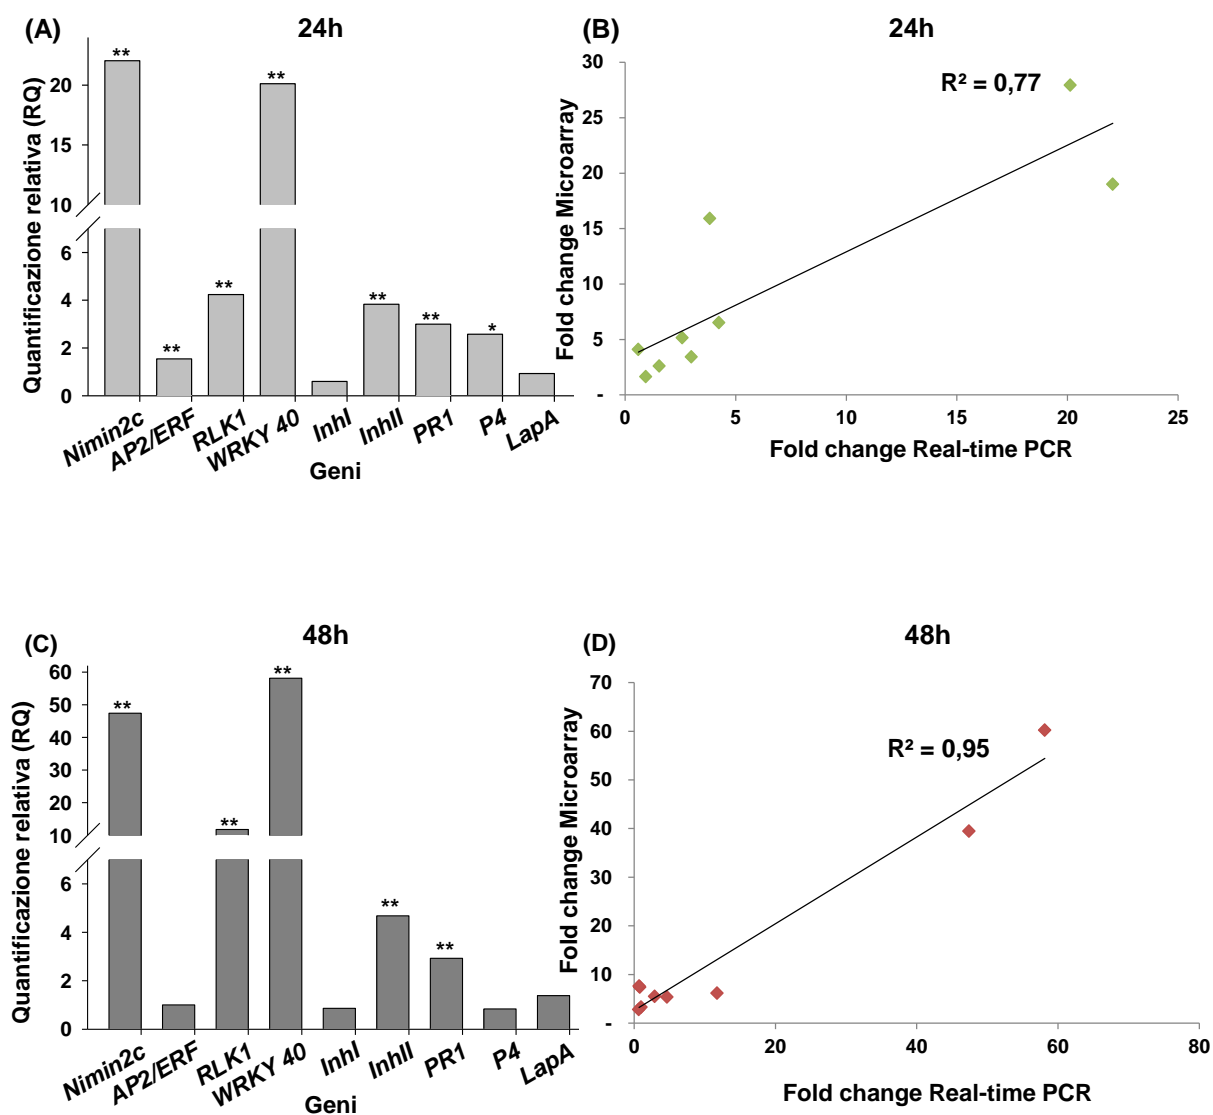 (A)
24h
Quantificazione relativa (RQ)
20
15
10
6
4
2
0
**
**
**
**
**
**
*
Nimin2c
AP2/ERF
RLK1
WRKY 40
InhI
InhII
PR1
P4
LapA
Geni
(B)
24h
R² = 0,77
Fold change Microarray
30
25
20
15
10
5
-
0
5
10
15
20
25
Fold change Real-time PCR
(C)
48h
Quantificazione relativa (RQ)
60
50
40
30
20
10
6
4
2
0
**
**
**
**
**
Nimin2c
AP2/ERF
RLK1
WRKY 40
InhI
InhII
PR1
P4
LapA
Geni
(D)
48h
R² = 0,95
Fold change Microarray
70
60
50
40
30
20
10
-
0
20
40
60
80
Fold change Real-time PCR